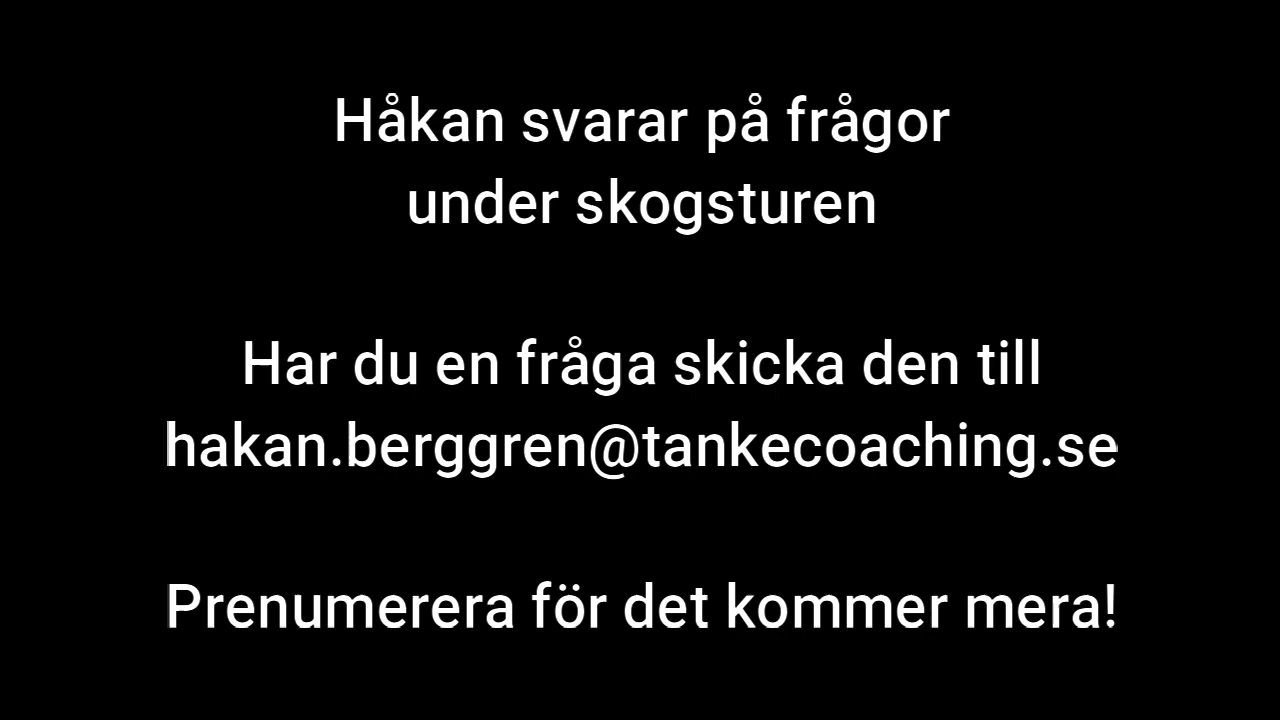 Håkan svarar på frågor
under skogsturen
Har du en fråga skicka den till
hakan.berggren@tankecoaching.se
Prenumerera för det kommer mera!